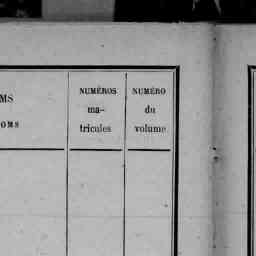 MS
OMS
NUMÉROS
ma-
tricules
NUMÉRO
du
volume